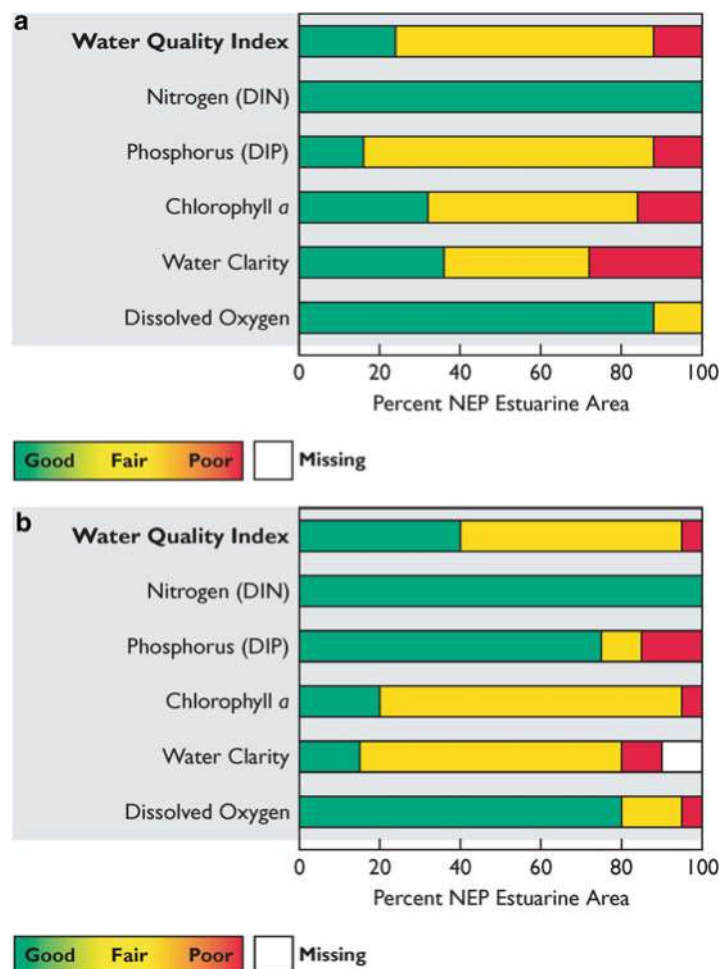 a
Water Quality Index
Nitrogen (DIN)
Phosphorus (DIP)
Chlorophyll a
Water Clarity
Dissolved Oxygen
0 20 40 60 80 100
Percent NEP Estuarine Area
Good Fair Poor Missing
b
Water Quality Index
Nitrogen (DIN)
Phosphorus (DIP)
Chlorophyll a
Water Clarity
Dissolved Oxygen
0 20 40 60 80 100
Percent NEP Estuarine Area
Good Fair Poor Missing